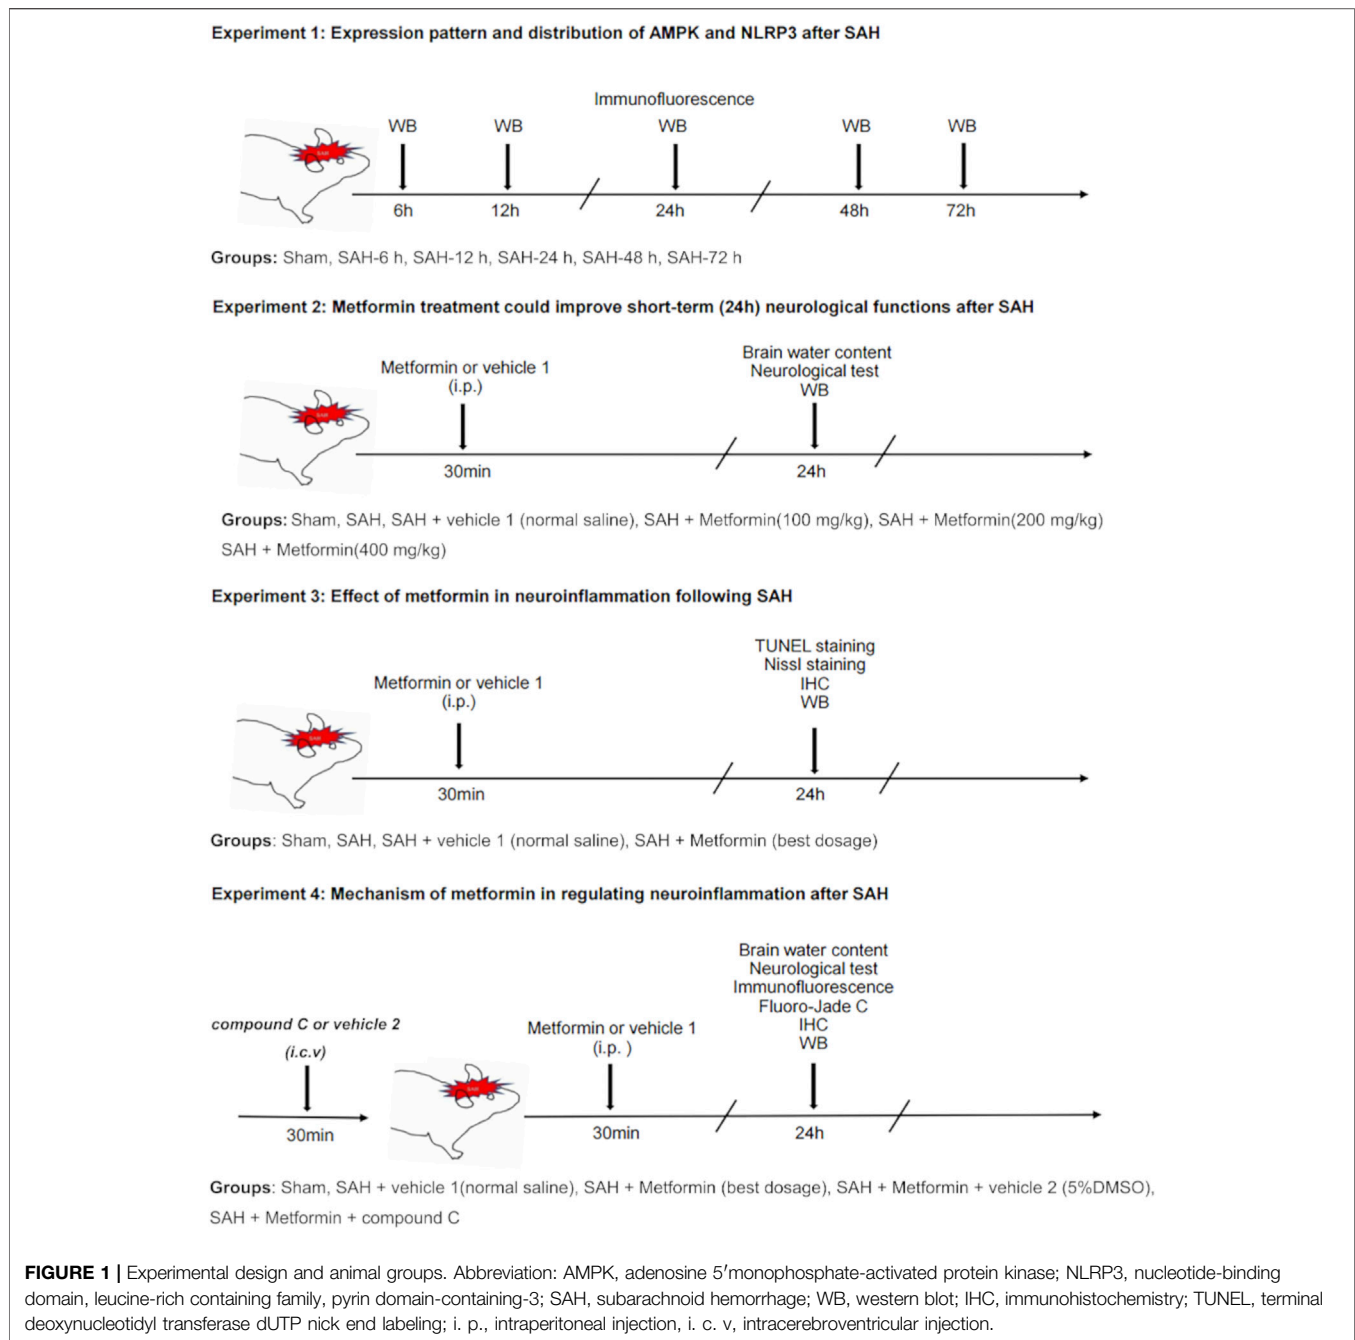 Experiment 1: Expression pattern and distribution of AMPK and NLRP3 after SAH
Immunofluorescence
WB WB WB WB WB
SAH
6h 12h 24h 48h 72h
Groups: Sham, SAH-6 h, SAH-12 h, SAH-24 h, SAH-48 h, SAH-72 h
Experiment 2: Metformin treatment could improve short-term (24h) neurological functions after SAH
Metformin or vehicle 1
(i.p.)
Brain water content
Neurological test
WB
SAH
30min 24h
Groups: Sham, SAH, SAH + vehicle 1 (normal saline), SAH + Metformin(100 mg/kg), SAH + Metformin(200 mg/kg)
SAH + Metformin(400 mg/kg)
Experiment 3: Effect of metformin in neuroinflammation following SAH
Metformin or vehicle 1
(i.p.)
TUNEL staining
Nissl staining
IHC
WB
SAH
30min 24h
Groups: Sham, SAH, SAH + vehicle 1 (normal saline), SAH + Metformin (best dosage)
Experiment 4: Mechanism of metformin in regulating neuroinflammation after SAH
compound C or vehicle 2
(i.c.v)
Metformin or vehicle 1
(i.p. )
Brain water content
Neurological test
Immunofluorescence
Fluoro-Jade C
IHC
WB
SAH
30min 30min 24h
Groups: Sham, SAH + vehicle 1(normal saline), SAH + Metformin (best dosage), SAH + Metformin + vehicle 2 (5%DMSO),
SAH + Metformin + compound C
FIGURE 1 | Experimental design and animal groups. Abbreviation: AMPK, adenosine 5′monophosphate-activated protein kinase; NLRP3, nucleotide-binding
domain, leucine-rich containing family, pyrin domain-containing-3; SAH, subarachnoid hemorrhage; WB, western blot; IHC, immunohistochemistry; TUNEL, terminal
deoxynucleotidyl transferase dUTP nick end labeling; i. p., intraperitoneal injection, i. c. v, intracerebroventricular injection.